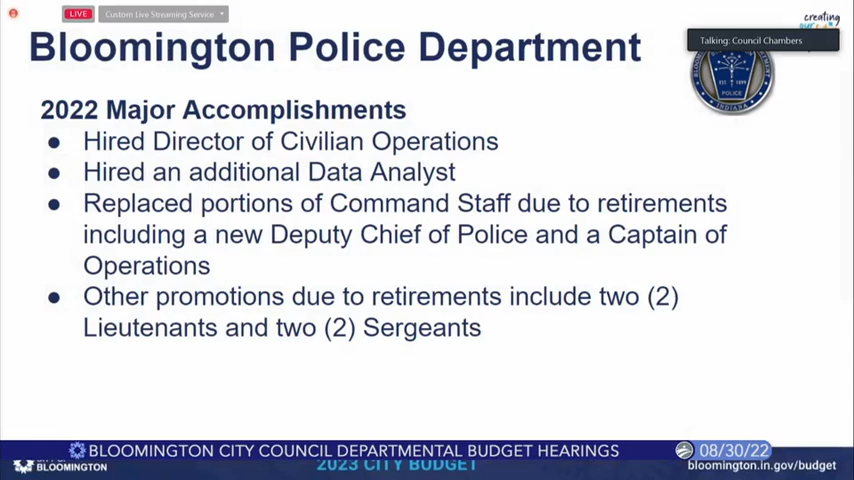 LIVE
Custom Live Streaming Service
creating
Talking: Council Chambers
Bloomington Police Department
POLICE
INDIANA
2022 Major Accomplishments
● Hired Director of Civilian Operations
● Hired an additional Data Analyst
● Replaced portions of Command Staff due to retirements
including a new Deputy Chief of Police and a Captain of
Operations
● Other promotions due to retirements include two (2)
Lieutenants and two (2) Sergeants
BLOOMINGTON CITY COUNCIL DEPARTMENTAL BUDGET HEARINGS
08/30/22
BLOOMINGTON
2023 CITY BUDGET
bloomington.in.gov/budget